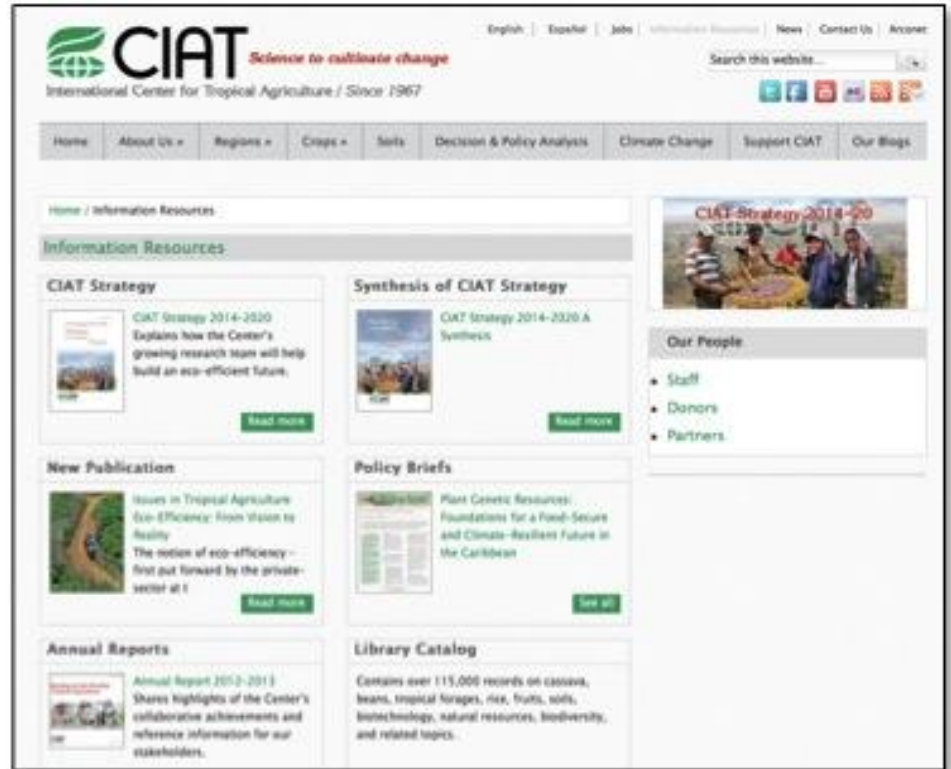 English | Español | Jobs | Information Resources | News | Contact Us | Arconet
CIAT Science to cultivate change
International Center for Tropical Agriculture / Since 1967
Search this website...
Home About Us » Regions » Crops » Soils Decision & Policy Analysis Climate Change Support CIAT Our Blogs
Home / Information Resources
Information Resources
CIAT Strategy
CIAT Strategy 2014-2020
Explains how the Center's
growing research team will help
build an eco-efficient future.
Read more
Synthesis of CIAT Strategy
CIAT Strategy 2014-2020 A
Synthesis
Read more
New Publication
Issues in Tropical Agriculture
Eco-Efficiency: From Vision to
Reality
The notion of eco-efficiency -
first put forward by the private-
sector at t
Read more
Policy Briefs
Plant Genetic Resources:
Foundations for a Food-Secure
and Climate-Resilient Future in
the Caribbean
See all
Annual Reports
Annual Report 2012-2013
Shares highlights of the Center's
collaborative achievements and
reference information for our
stakeholders.
Library Catalog
Contains over 115,000 records on cassava,
beans, tropical forages, rice, fruits, soils,
biotechnology, natural resources, biodiversity,
and related topics.
CIAT Strategy 2014-20
Our People
Staff
Donors
Partners